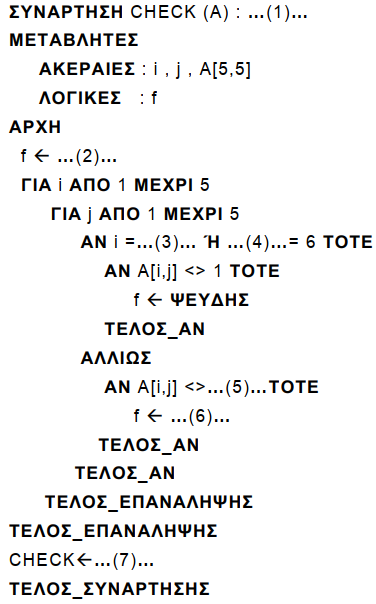 ΣΥΝΑΡΤΗΣΗ CHECK (A) : ...(1)...
ΜΕΤΑΒΛΗΤΕΣ
ΑΚΕΡΑΙΕΣ : i , j , A[5,5]
ΛΟΓΙΚΕΣ : f
ΑΡΧΗ
f ← ...(2)...
ΓΙΑ i ΑΠΟ 1 ΜΕΧΡΙ 5
ΓΙΑ j ΑΠΟ 1 ΜΕΧΡΙ 5
ΑΝ i =...(3)... Ή ...(4)...= 6 ΤΟΤΕ
ΑΝ A[i,j] <> 1 ΤΟΤΕ
f ← ΨΕΥΔΗΣ
ΤΕΛΟΣ_ΑΝ
ΑΛΛΙΩΣ
ΑΝ A[i,j] <>...(5)...ΤΟΤΕ
f ← ...(6)...
ΤΕΛΟΣ_ΑΝ
ΤΕΛΟΣ_ΑΝ
ΤΕΛΟΣ_ΕΠΑΝΑΛΗΨΗΣ
ΤΕΛΟΣ_ΕΠΑΝΑΛΗΨΗΣ
CHECK←...(7)...
ΤΕΛΟΣ_ΣΥΝΑΡΤΗΣΗΣ